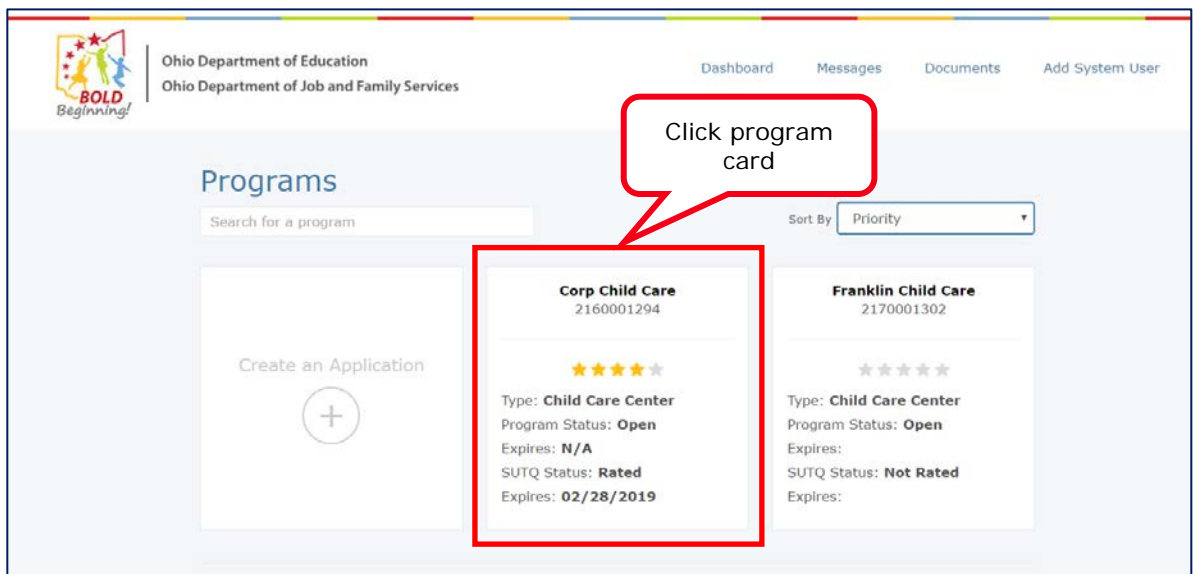 BOLD
Beginning!
Ohio Department of Education
Ohio Department of Job and Family Services
Dashboard Messages Documents Add System User
Click program
card
Programs
Search for a program
Sort By Priority
Create an Application
Corp Child Care
2160001294
Type: Child Care Center
Program Status: Open
Expires: N/A
SUTQ Status: Rated
Expires: 02/28/2019
Franklin Child Care
2170001302
Type: Child Care Center
Program Status: Open
Expires:
SUTQ Status: Not Rated
Expires: